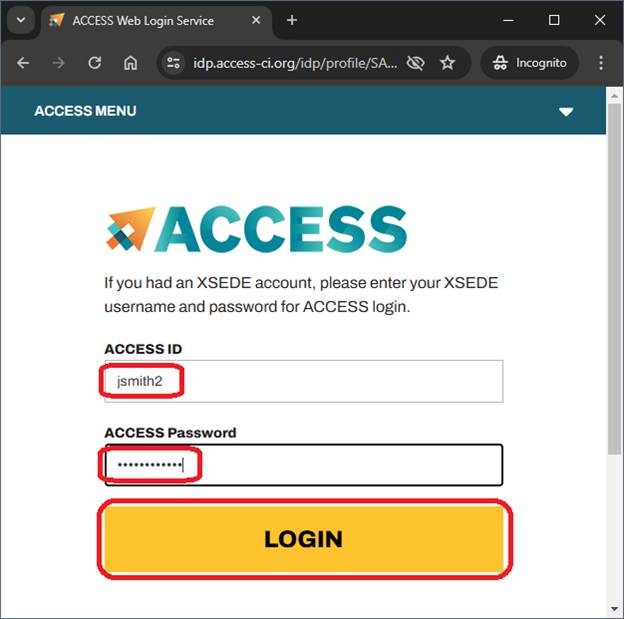 ACCESS Web Login Service
idp.access-ci.org/idp/profile/SA...
Incognito
ACCESS MENU
ACCESS
If you had an XSEDE account, please enter your XSEDE
username and password for ACCESS login.
ACCESS ID
jsmith2
ACCESS Password
••••••••••••
LOGIN